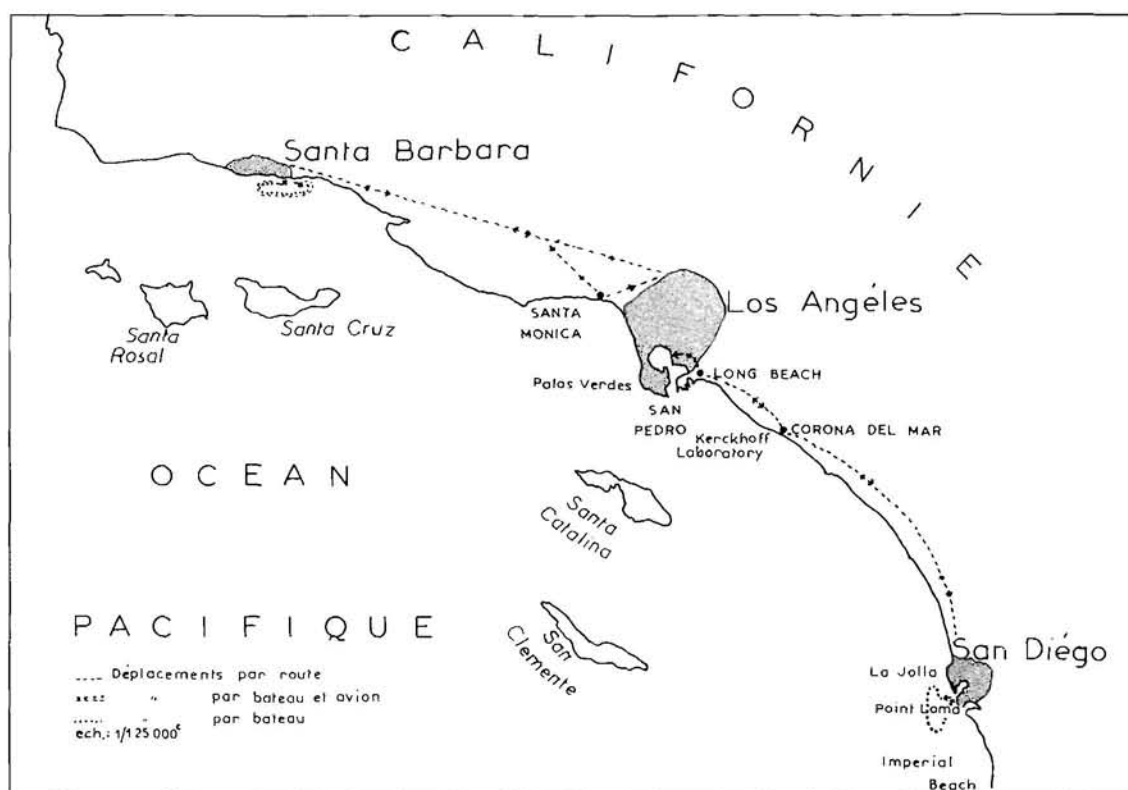 CALIFORNIE
Santa Barbara
Los Angéles
Santa Cruz
Santa
Rosal
SANTA
MONICA
Palos Verdes
LONG BEACH
SAN
PEDRO
CORONA DEL MAR
Kerckhoff
Laboratory
OCEAN
Santa
Catalina
San
Clemente
PACIFIQUE
San Diégo
La Jolla
Point Loma
Imperial
Beach
---- Déplacements par route
×××× " par bateau et avion
...... " par bateau
ech.: 1/125 000e